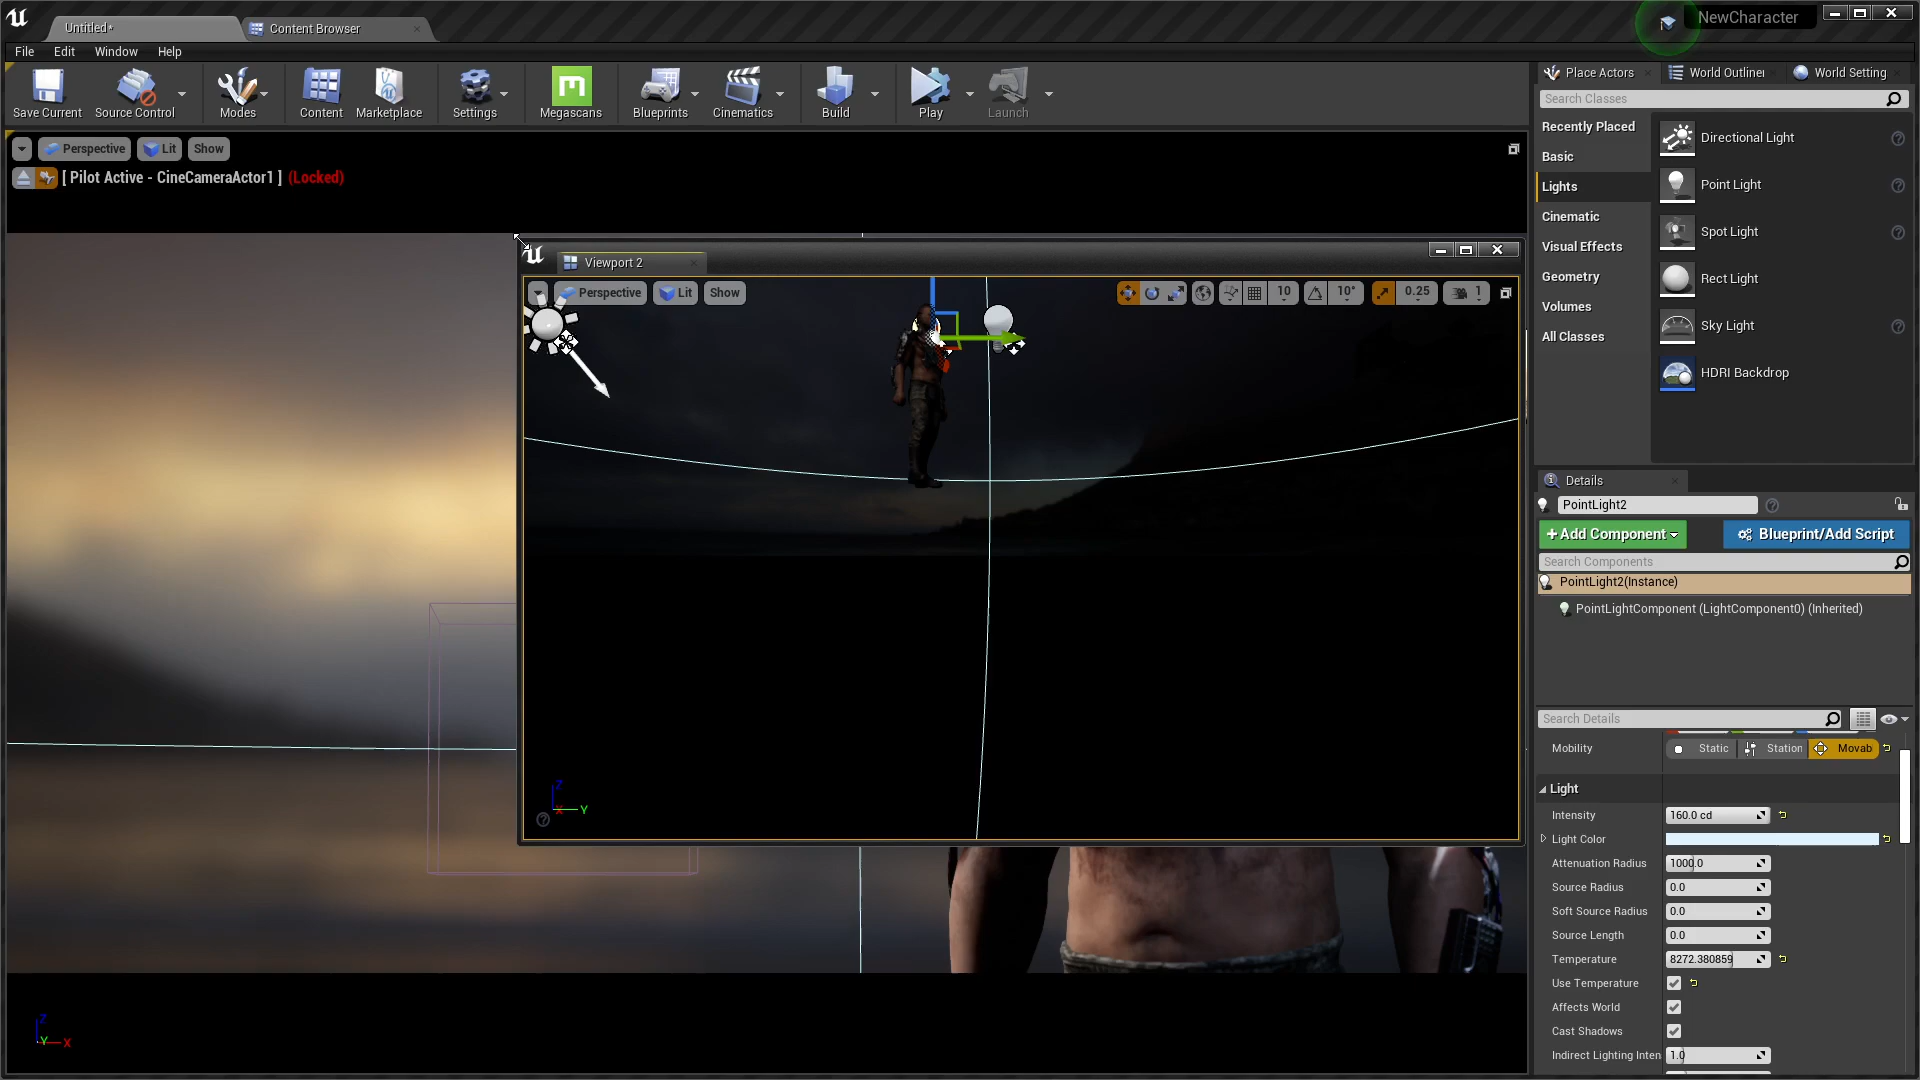 Untitled*
Content Browser
NewCharacter
File Edit Window Help
Save Current
Source Control
Modes
Content
Marketplace
Settings
Megascans
Blueprints
Cinematics
Build
Play
Launch
Perspective
Lit
Show
[ Pilot Active - CineCameraActor1 ] (Locked)
Viewport 2
Perspective
Lit
Show
10
10°
0.25
1
Z
X
Y
Z
Y
X
Place Actors
World Outliner
World Setting
Search Classes
Recently Placed
Basic
Lights
Cinematic
Visual Effects
Geometry
Volumes
All Classes
Directional Light
Point Light
Spot Light
Rect Light
Sky Light
HDRI Backdrop
Details
PointLight2
+Add Component
Blueprint/Add Script
Search Components
PointLight2(Instance)
PointLightComponent (LightComponent0) (Inherited)
Search Details
Mobility Static Station Movab
Light
Intensity 160.0 cd
Light Color
Attenuation Radius 1000.0
Source Radius 0.0
Soft Source Radius 0.0
Source Length 0.0
Temperature 8272.380859
Use Temperature
Affects World
Cast Shadows
Indirect Lighting Inten 1.0